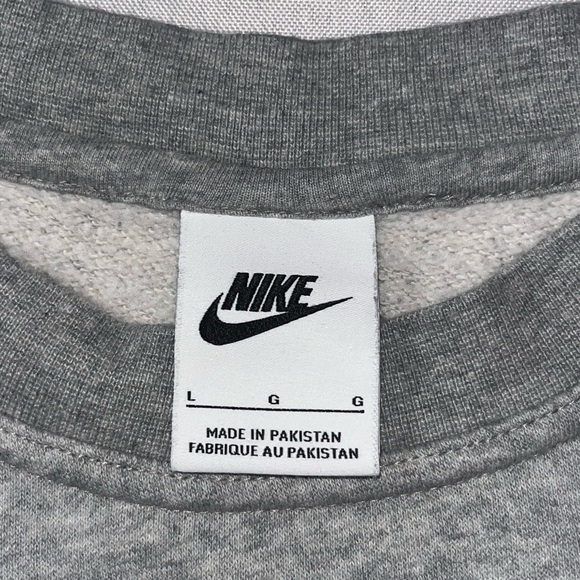 NIKE
L G G
MADE IN PAKISTAN
FABRIQUE AU PAKISTAN